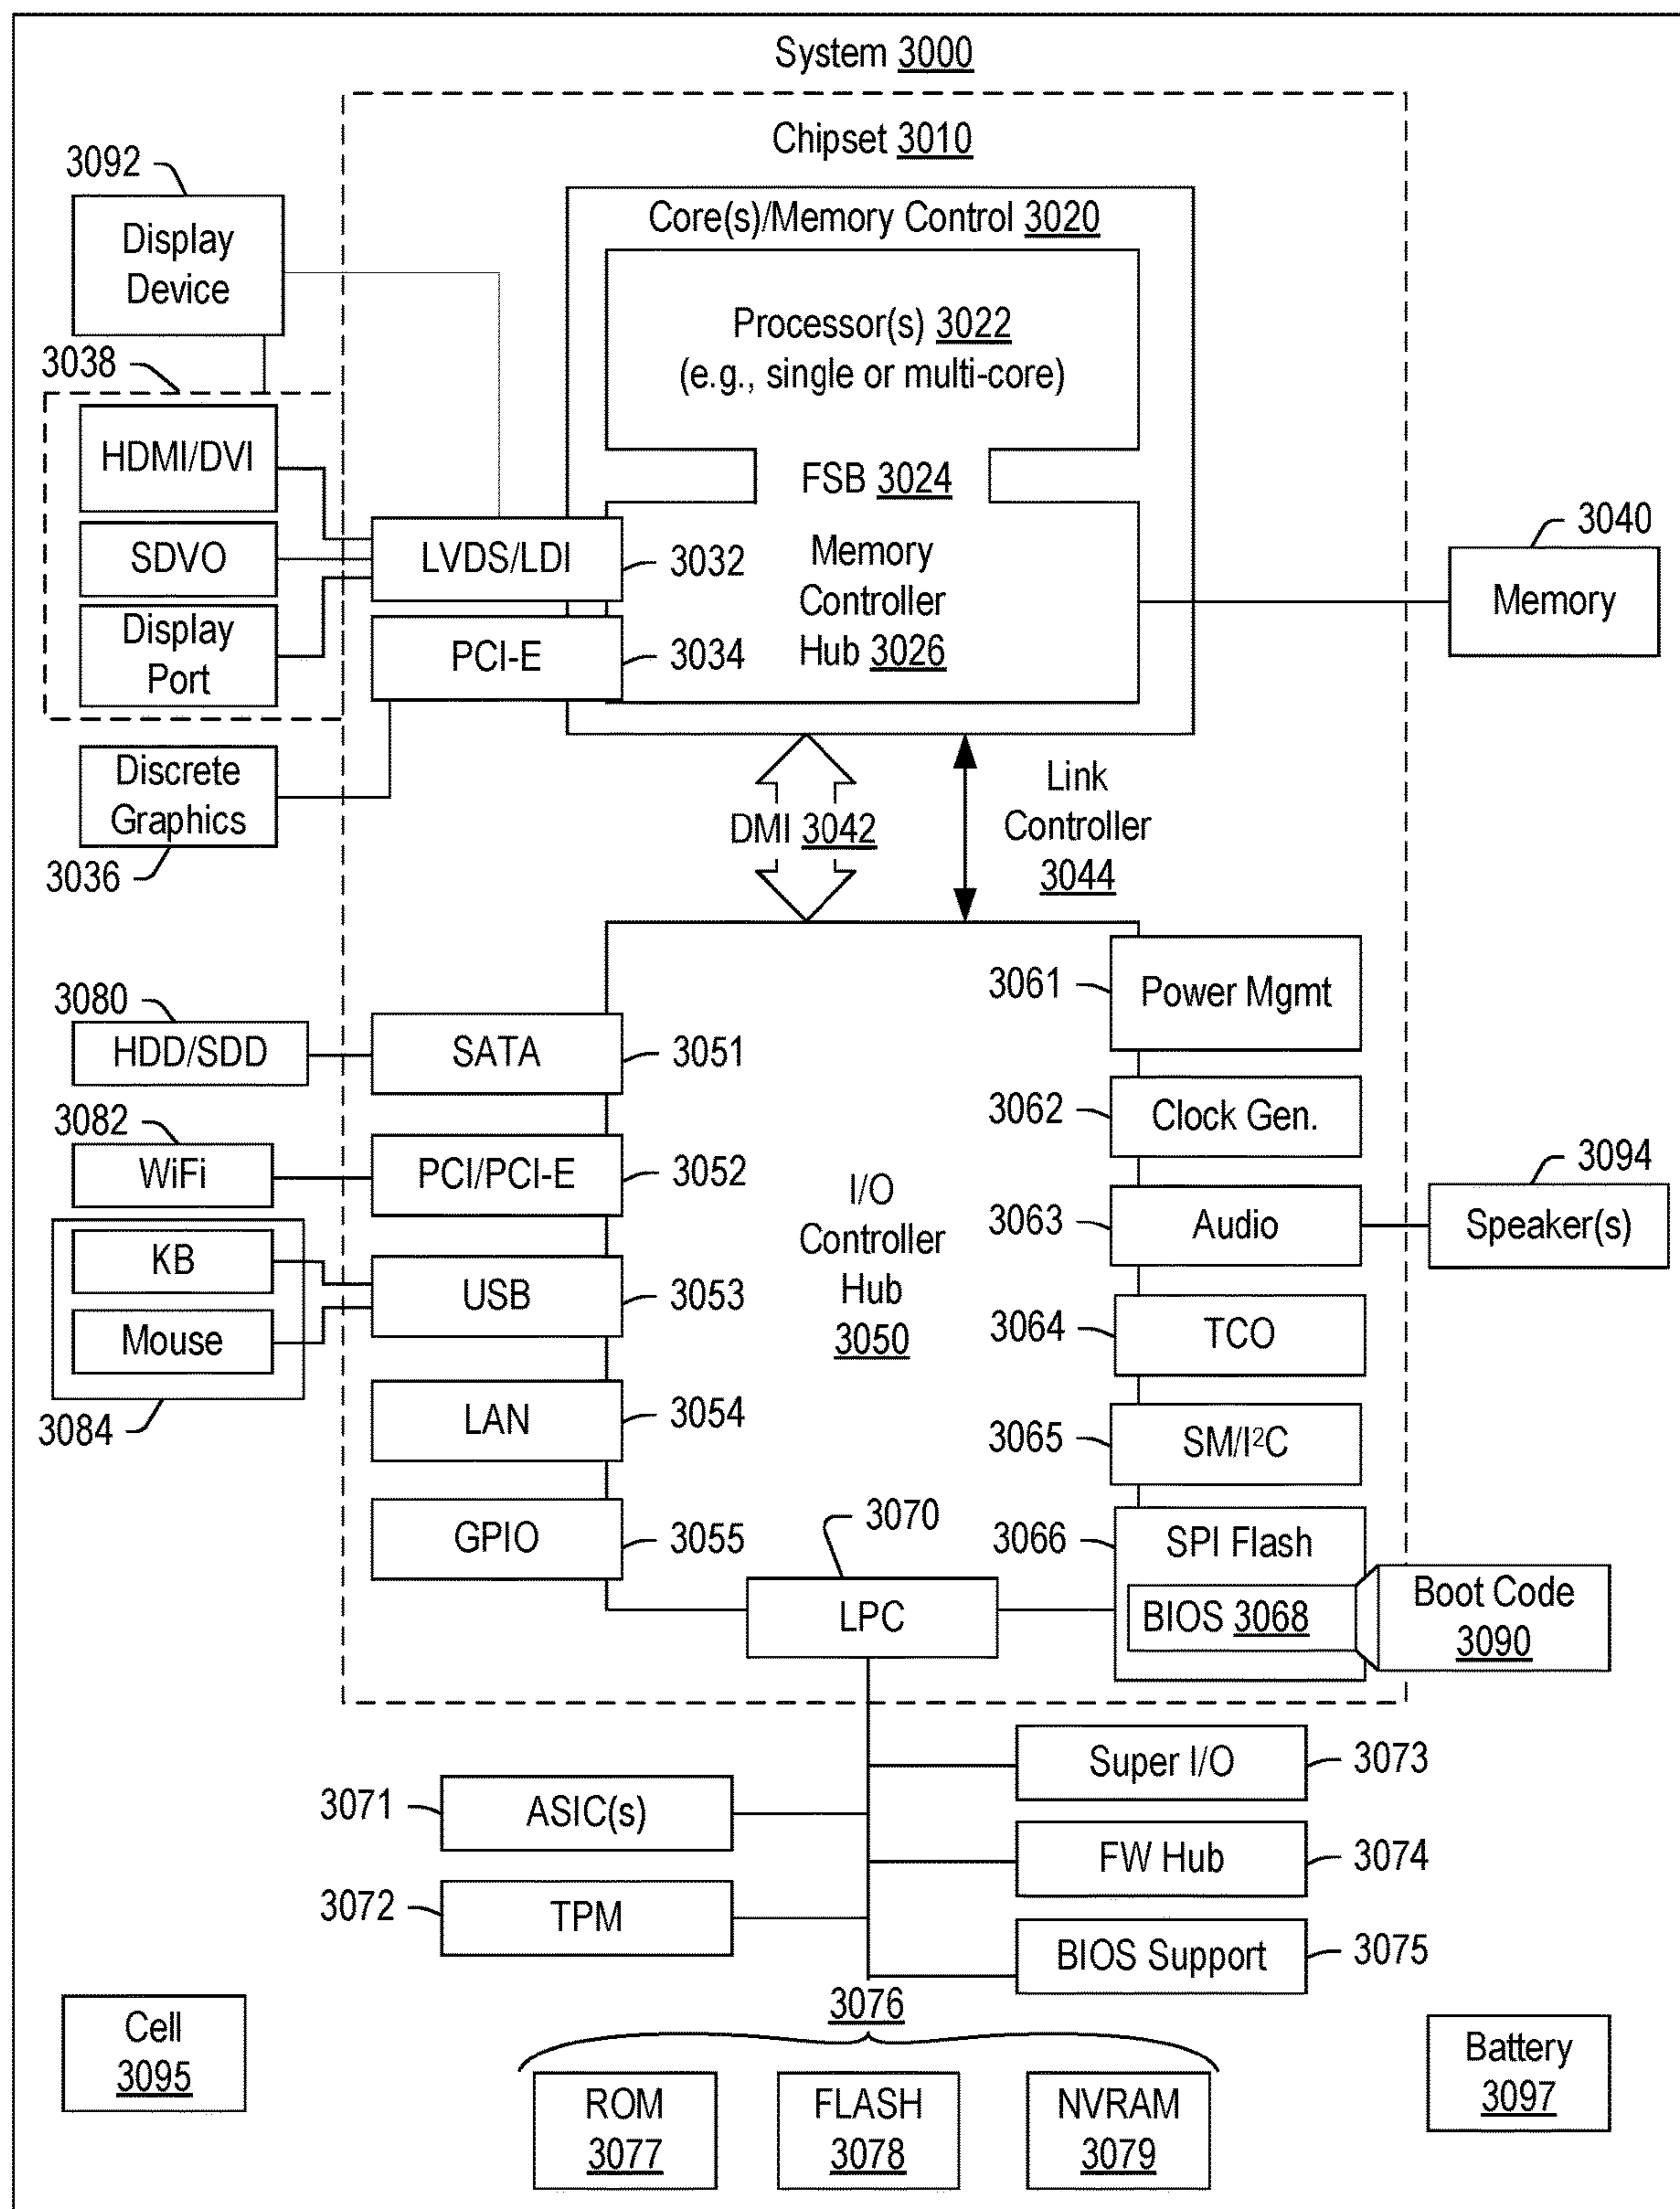 System 3000
Chipset 3010
3092
Display
Device
Core(s)/Memory Control 3020
Processor(s) 3022
(e.g., single or multi-core)
3038
HDMI/DVI
SDVO
Display
Port
FSB 3024
LVDS/LDI
3032
PCI-E
3034
Memory
Controller
Hub 3026
3040
Memory
Discrete
Graphics
3036
DMI 3042
Link
Controller
3044
3061
Power Mgmt
3080
HDD/SDD
SATA
3051
3062
Clock Gen.
3082
WiFi
PCI/PCI-E
3052
I/O
Controller
Hub
3050
3063
Audio
3094
Speaker(s)
KB
Mouse
3084
USB
3053
3064
TCO
LAN
3054
3065
SM/I²C
GPIO
3055
3070
LPC
3066
SPI Flash
BIOS 3068
Boot Code
3090
3071
ASIC(s)
Super I/O
3073
FW Hub
3074
3072
TPM
BIOS Support
3075
3076
Cell
3095
ROM
3077
FLASH
3078
NVRAM
3079
Battery
3097